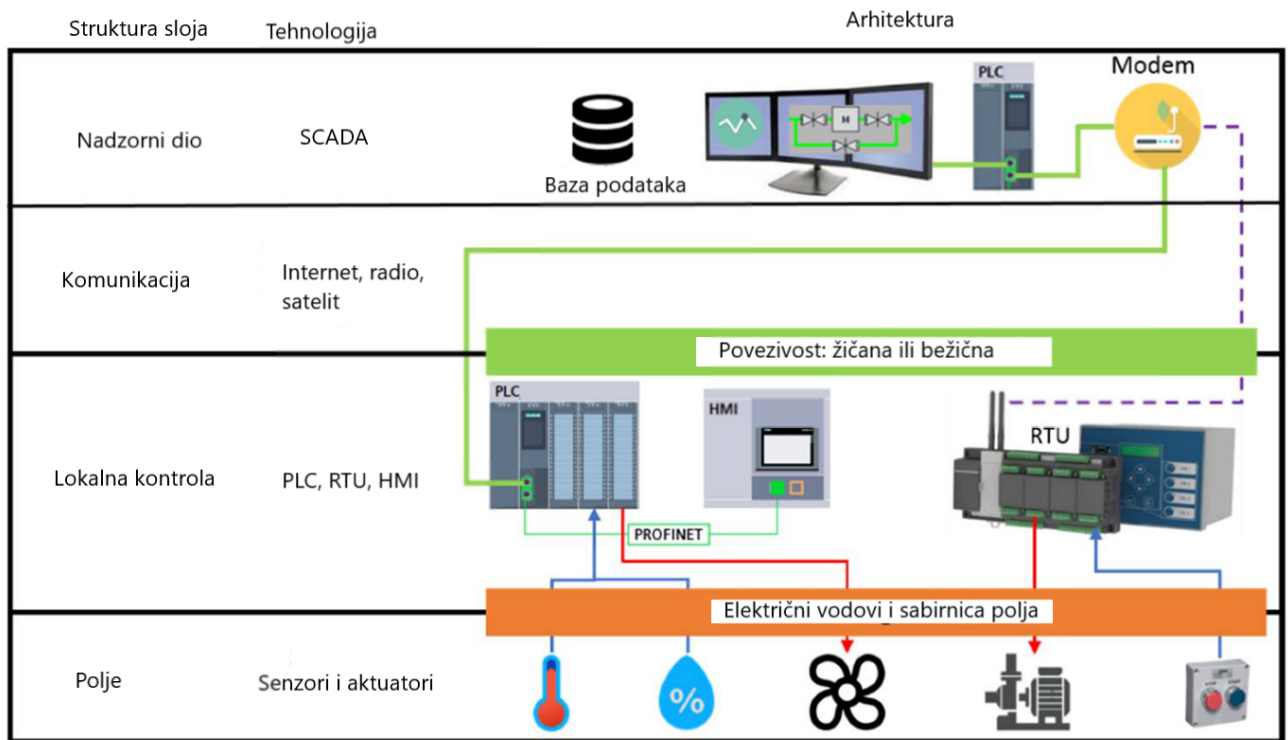 Struktura sloja
Tehnologija
Arhitektura
Nadzorni dio
SCADA
Baza podataka
PLC
Modem
M
Komunikacija
Internet, radio,
satelit
Povezivost: žičana ili bežična
Lokalna kontrola
PLC, RTU, HMI
PLC
HMI
RTU
PROFINET
Električni vodovi i sabirnica polja
Polje
Senzori i aktuatori
%